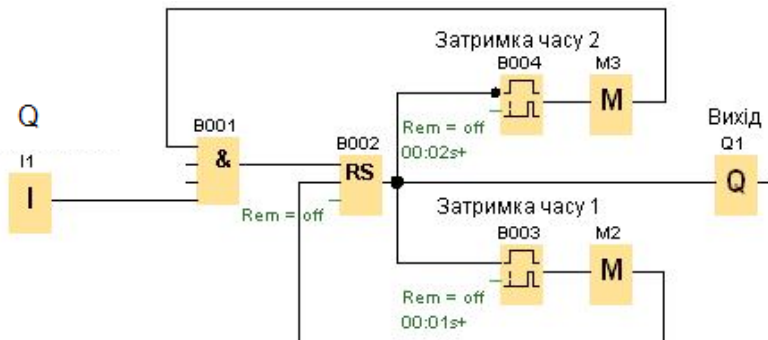 Затримка часу 2
B004
M3
M
Rem = off
00:02s+
Q
I1
I
B001
&
B002
RS
Rem = off
Вихід
Q1
Q
Затримка часу 1
B003
M2
M
Rem = off
00:01s+